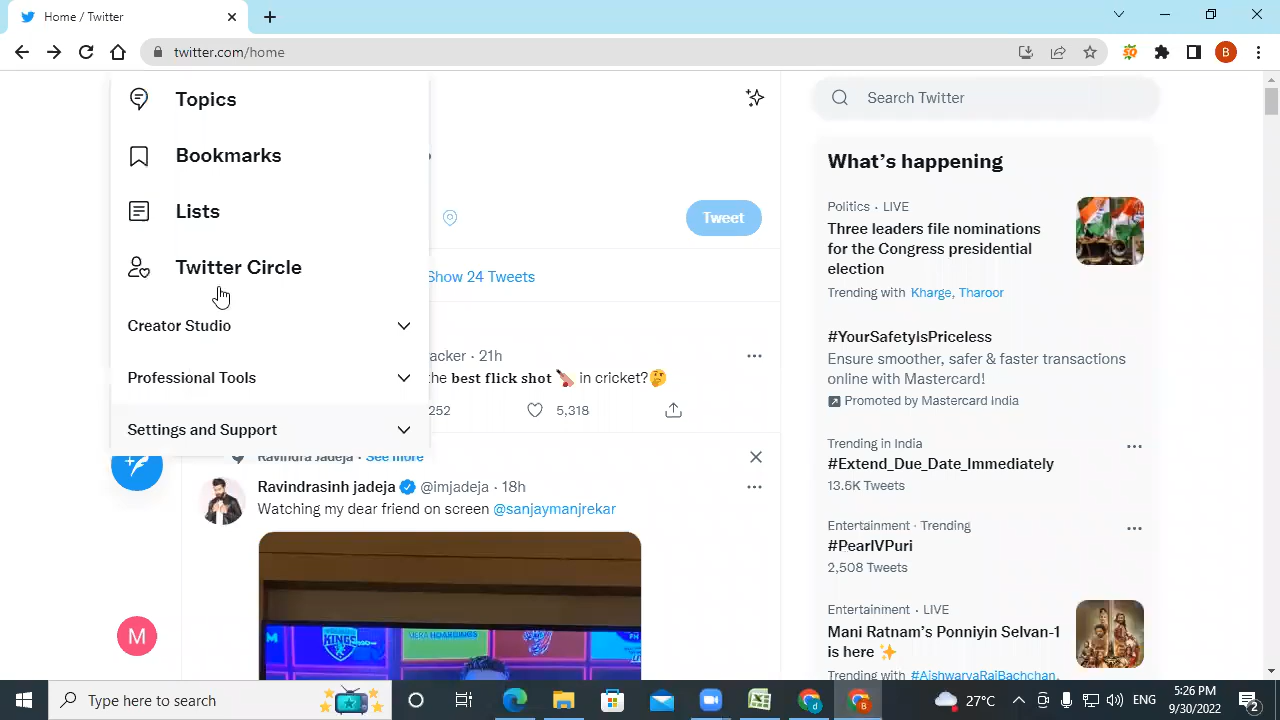 Home / Twitter
twitter.com/home
B
Topics
Bookmarks
Lists
Twitter Circle
Creator Studio
Professional Tools
Settings and Support
Tweet
Show 24 Tweets
acker · 21h
the best flick shot in cricket?
252
5,318
Ravindra Jadeja · See more
Ravindrasinh jadeja @imjadeja · 18h
Watching my dear friend on screen @sanjaymanjrekar
KINGS
MERA HOARDINGS
M
Search Twitter
What's happening
Politics · LIVE
Three leaders file nominations
for the Congress presidential
election
Trending with Kharge, Tharoor
#YourSafetyIsPriceless
Ensure smoother, safer & faster transactions
online with Mastercard!
Promoted by Mastercard India
Trending in India
#Extend_Due_Date_Immediately
13.6K Tweets
Entertainment · Trending
#PearlVPuri
2,508 Tweets
Entertainment · LIVE
Mani Ratnam's Ponniyin Selvan-1
is here
Trending with #AishwaryaRaiBachchan,
Type here to search
d
B
27°C
ENG
5:26 PM
9/30/2022
2